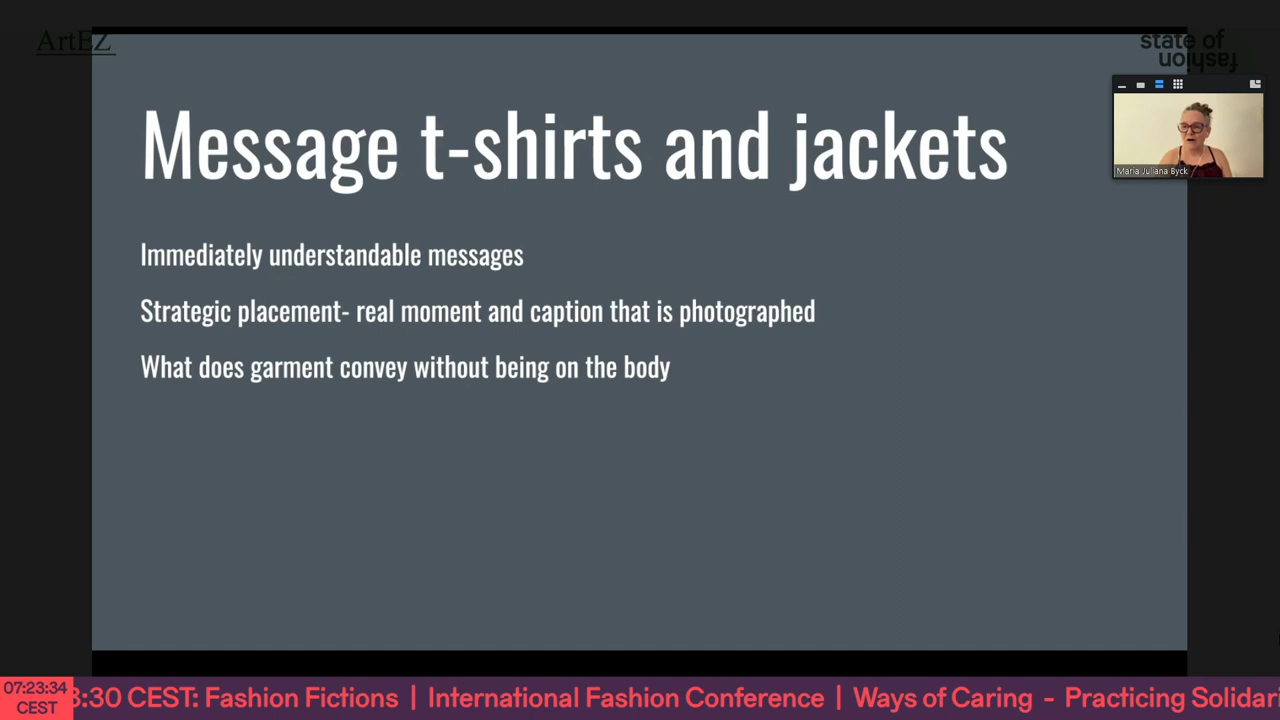 ArtEZ
state of
fashion
Message t-shirts and jackets
Maria Juliana Byck
Immediately understandable messages
Strategic placement- real moment and caption that is photographed
What does garment convey without being on the body
07:23:34
CEST
3:30 CEST: Fashion Fictions | International Fashion Conference | Ways of Caring - Practicing Solidari